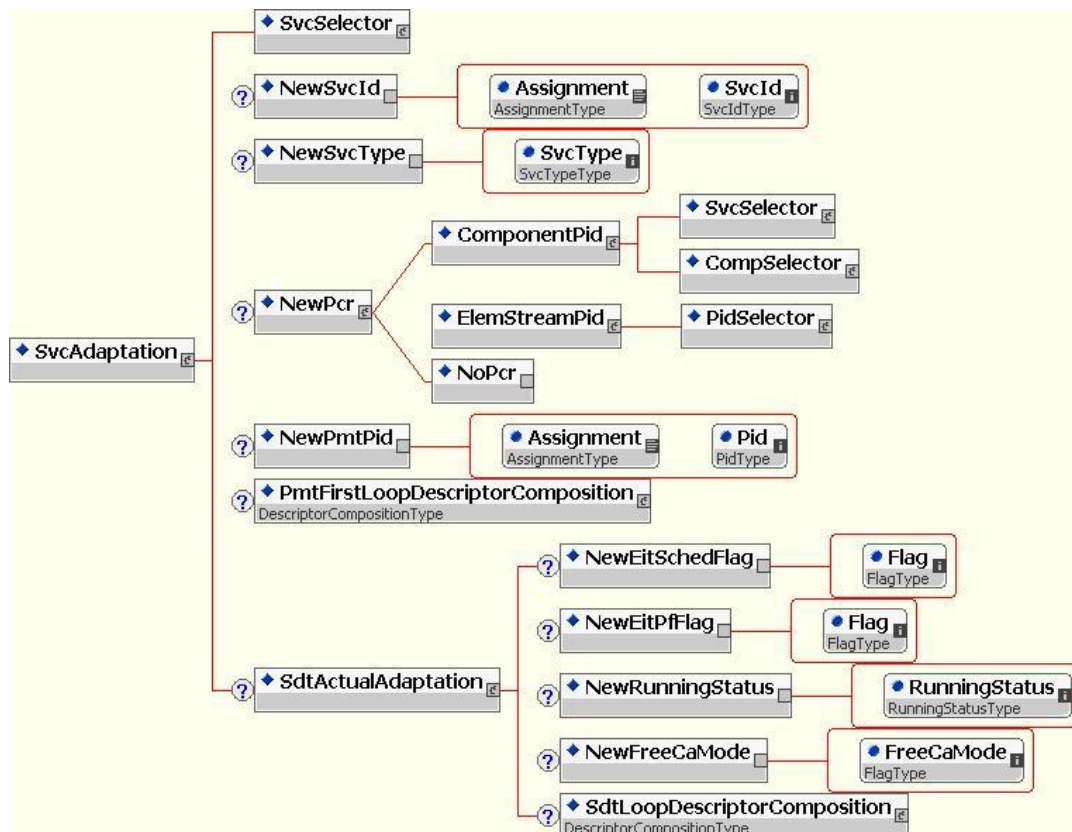 SvcSelector
? NewSvcId
Assignment
AssignmentType
SvcId
SvcIdType
? NewSvcType
SvcType
SvcTypeType
SvcSelector
ComponentPid
CompSelector
? NewPcr
ElemStreamPid
PidSelector
SvcAdaptation
NoPcr
? NewPmtPid
Assignment
AssignmentType
Pid
PidType
? PmtFirstLoopDescriptorComposition
DescriptorCompositionType
? NewEitSchedFlag
Flag
FlagType
? NewEitPfFlag
Flag
FlagType
? SdtActualAdaptation
? NewRunningStatus
RunningStatus
RunningStatusType
? NewFreeCaMode
FreeCaMode
FlagType
? SdtLoopDescriptorComposition
DescriptorCompositionType